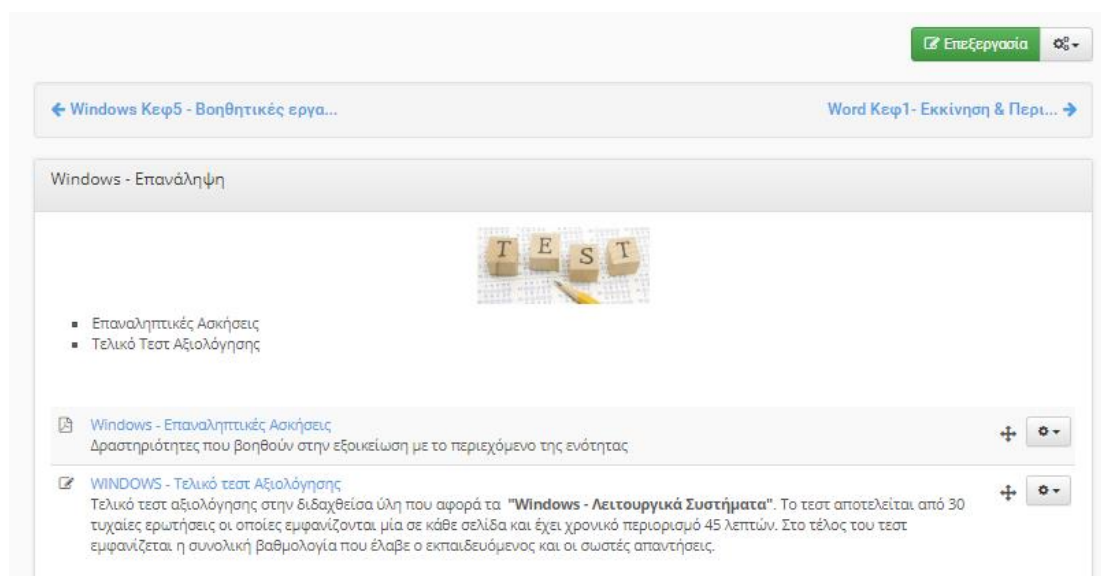 Επεξεργασία
Windows Κεφ5 - Βοηθητικές εργα...
Word Κεφ1- Εκκίνηση & Περι...
Windows - Επανάληψη
T E S T
Επαναληπτικές Ασκήσεις
Τελικό Τεστ Αξιολόγησης
Windows - Επαναληπτικές Ασκήσεις
Δραστηριότητες που βοηθούν στην εξοικείωση με το περιεχόμενο της ενότητας
WINDOWS - Τελικό τεστ Αξιολόγησης
Τελικό τεστ αξιολόγησης στην διδαχθείσα ύλη που αφορά τα "Windows - Λειτουργικά Συστήματα". Το τεστ αποτελείται από 30
τυχαίες ερωτήσεις οι οποίες εμφανίζονται μία σε κάθε σελίδα και έχει χρονικό περιορισμό 45 λεπτών. Στο τέλος του τεστ
εμφανίζεται η συνολική βαθμολογία που έλαβε ο εκπαιδευόμενος και οι σωστές απαντήσεις.